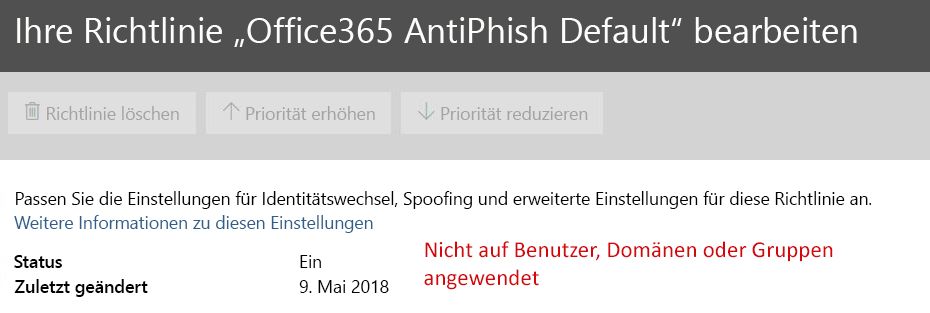 Ihre Richtlinie „Office365 AntiPhish Default“ bearbeiten
Richtlinie löschen
Priorität erhöhen
Priorität reduzieren
Passen Sie die Einstellungen für Identitätswechsel, Spoofing und erweiterte Einstellungen für diese Richtlinie an.
Weitere Informationen zu diesen Einstellungen
Status Ein
Zuletzt geändert 9. Mai 2018
Nicht auf Benutzer, Domänen oder Gruppen
angewendet